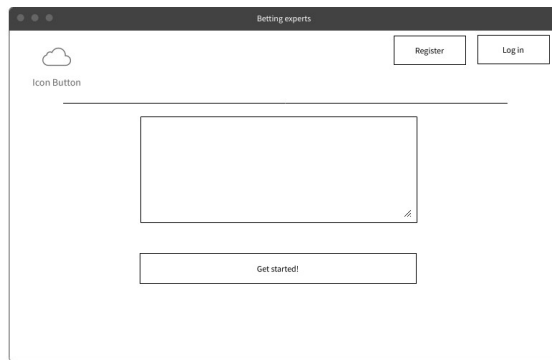 Betting experts
Register
Log in
Icon Button
Get started!